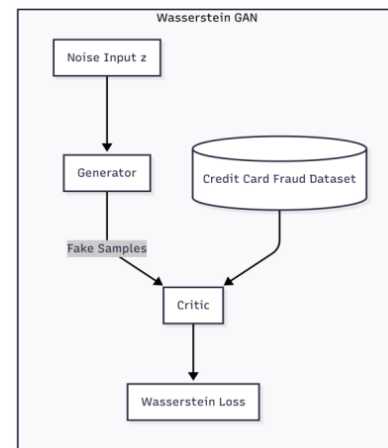 Wasserstein GAN
Noise Input z
Generator
Credit Card Fraud Dataset
Fake Samples
Critic
Wasserstein Loss